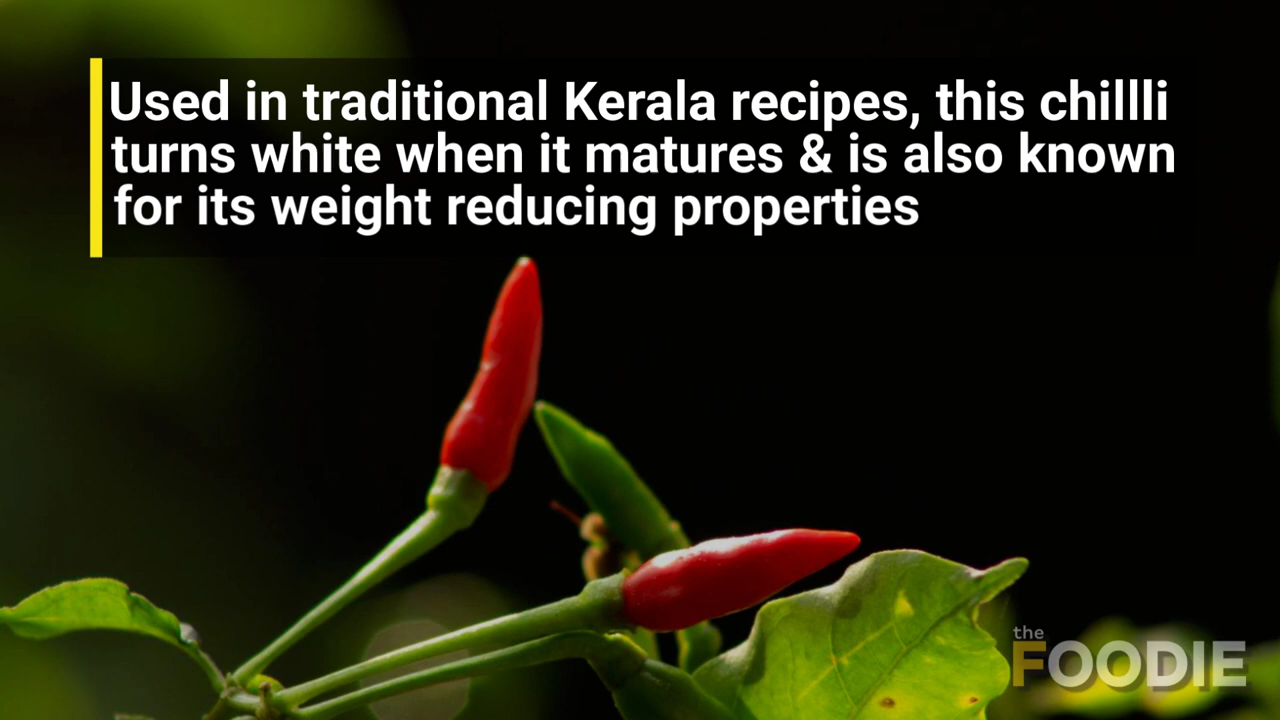 Used in traditional Kerala recipes, this chillli
turns white when it matures & is also known
for its weight reducing properties
the
FOODIE